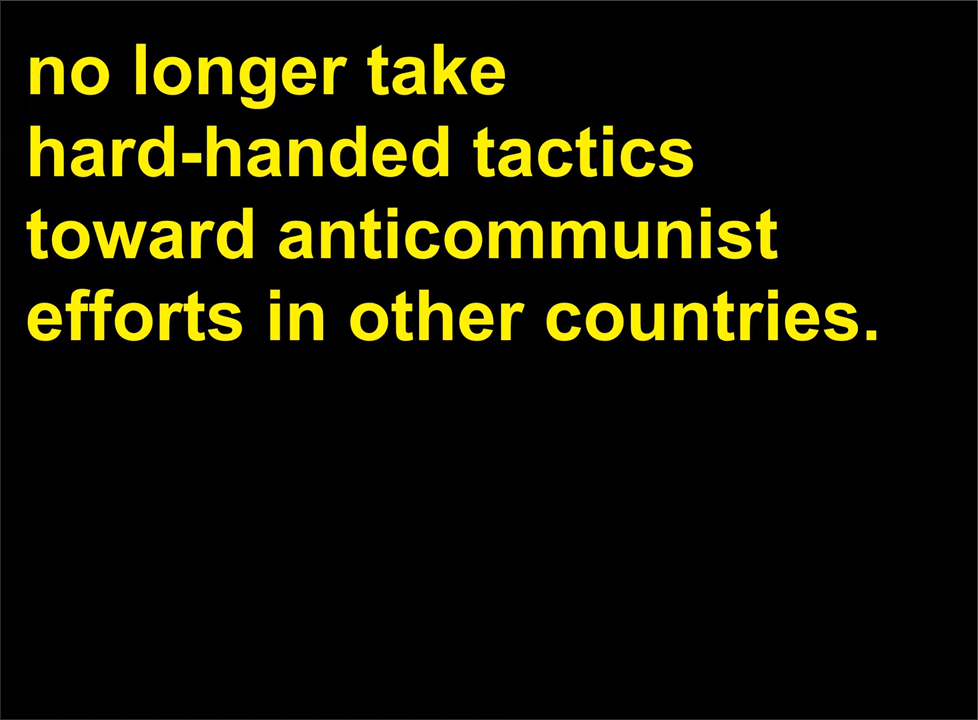 no longer take
hard-handed tactics
toward anticommunist
efforts in other countries.